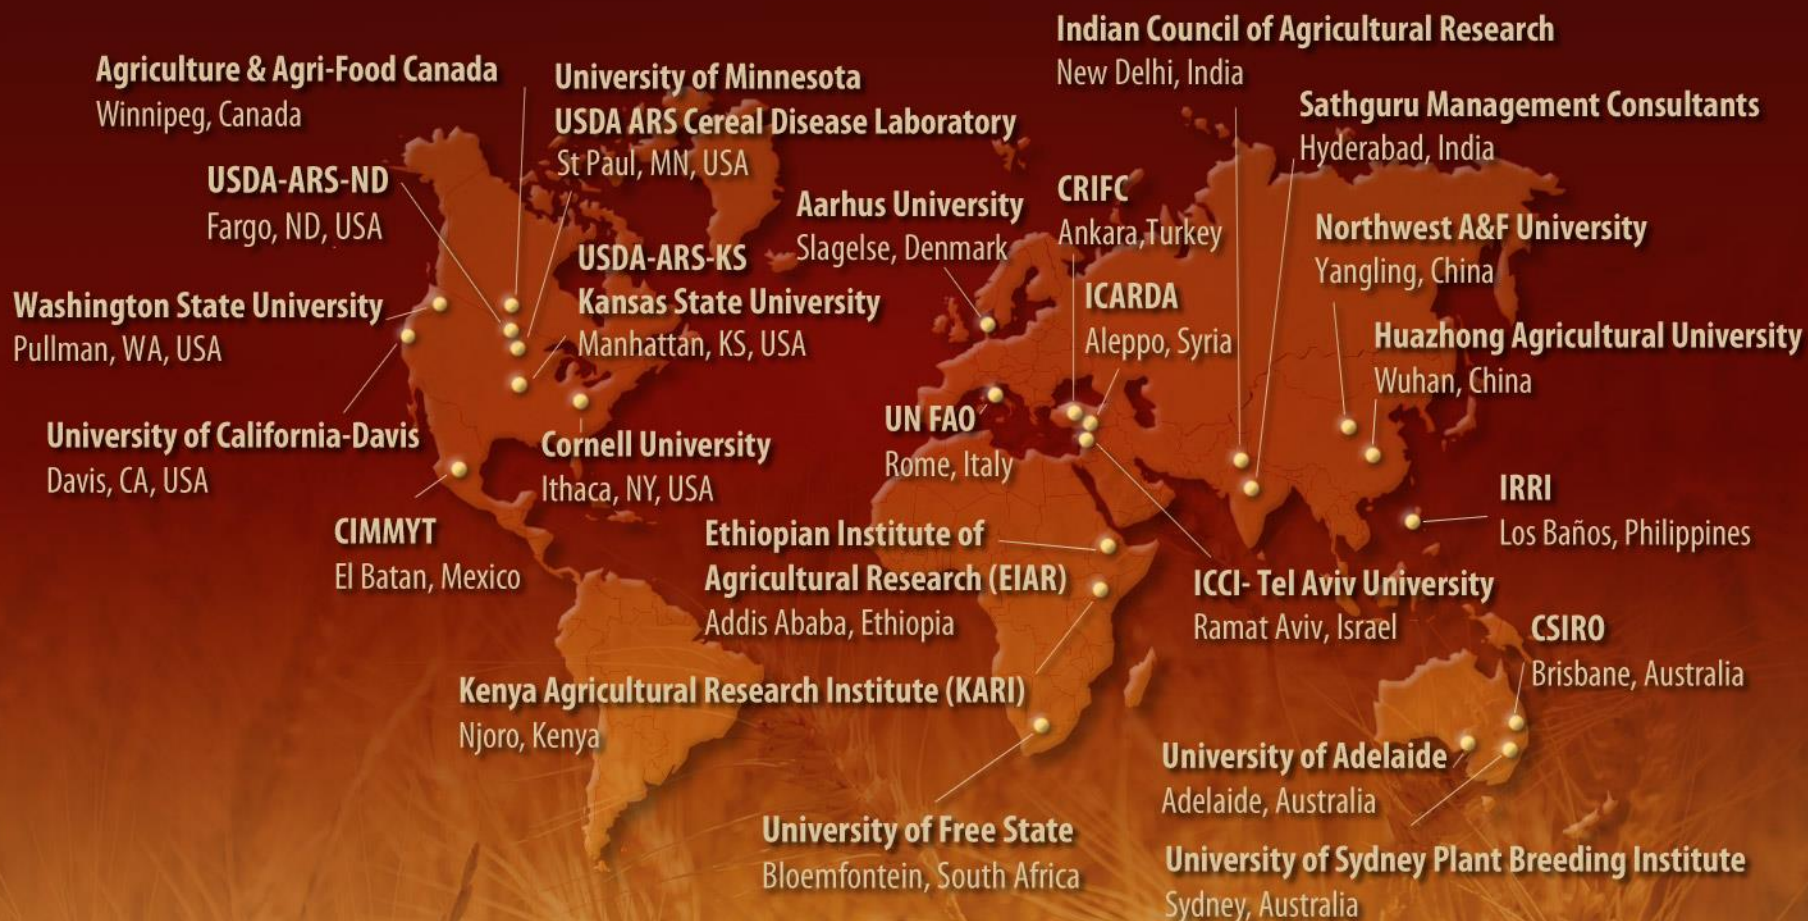 Agriculture & Agri-Food Canada
Winnipeg, Canada
University of Minnesota
USDA ARS Cereal Disease Laboratory
St Paul, MN, USA
Indian Council of Agricultural Research
New Delhi, India
Sathguru Management Consultants
Hyderabad, India
USDA-ARS-ND
Fargo, ND, USA
Aarhus University
Slagelse, Denmark
CRIFC
Ankara,Turkey
Northwest A&F University
Yangling, China
USDA-ARS-KS
Kansas State University
Manhattan, KS, USA
Washington State University
Pullman, WA, USA
ICARDA
Aleppo, Syria
Huazhong Agricultural University
Wuhan, China
University of California-Davis
Davis, CA, USA
Cornell University
Ithaca, NY, USA
UN FAO
Rome, Italy
IRRI
Los Baños, Philippines
CIMMYT
El Batan, Mexico
Ethiopian Institute of
Agricultural Research (EIAR)
Addis Ababa, Ethiopia
ICCI- Tel Aviv University
Ramat Aviv, Israel
CSIRO
Brisbane, Australia
Kenya Agricultural Research Institute (KARI)
Njoro, Kenya
University of Adelaide
Adelaide, Australia
University of Free State
Bloemfontein, South Africa
University of Sydney Plant Breeding Institute
Sydney, Australia